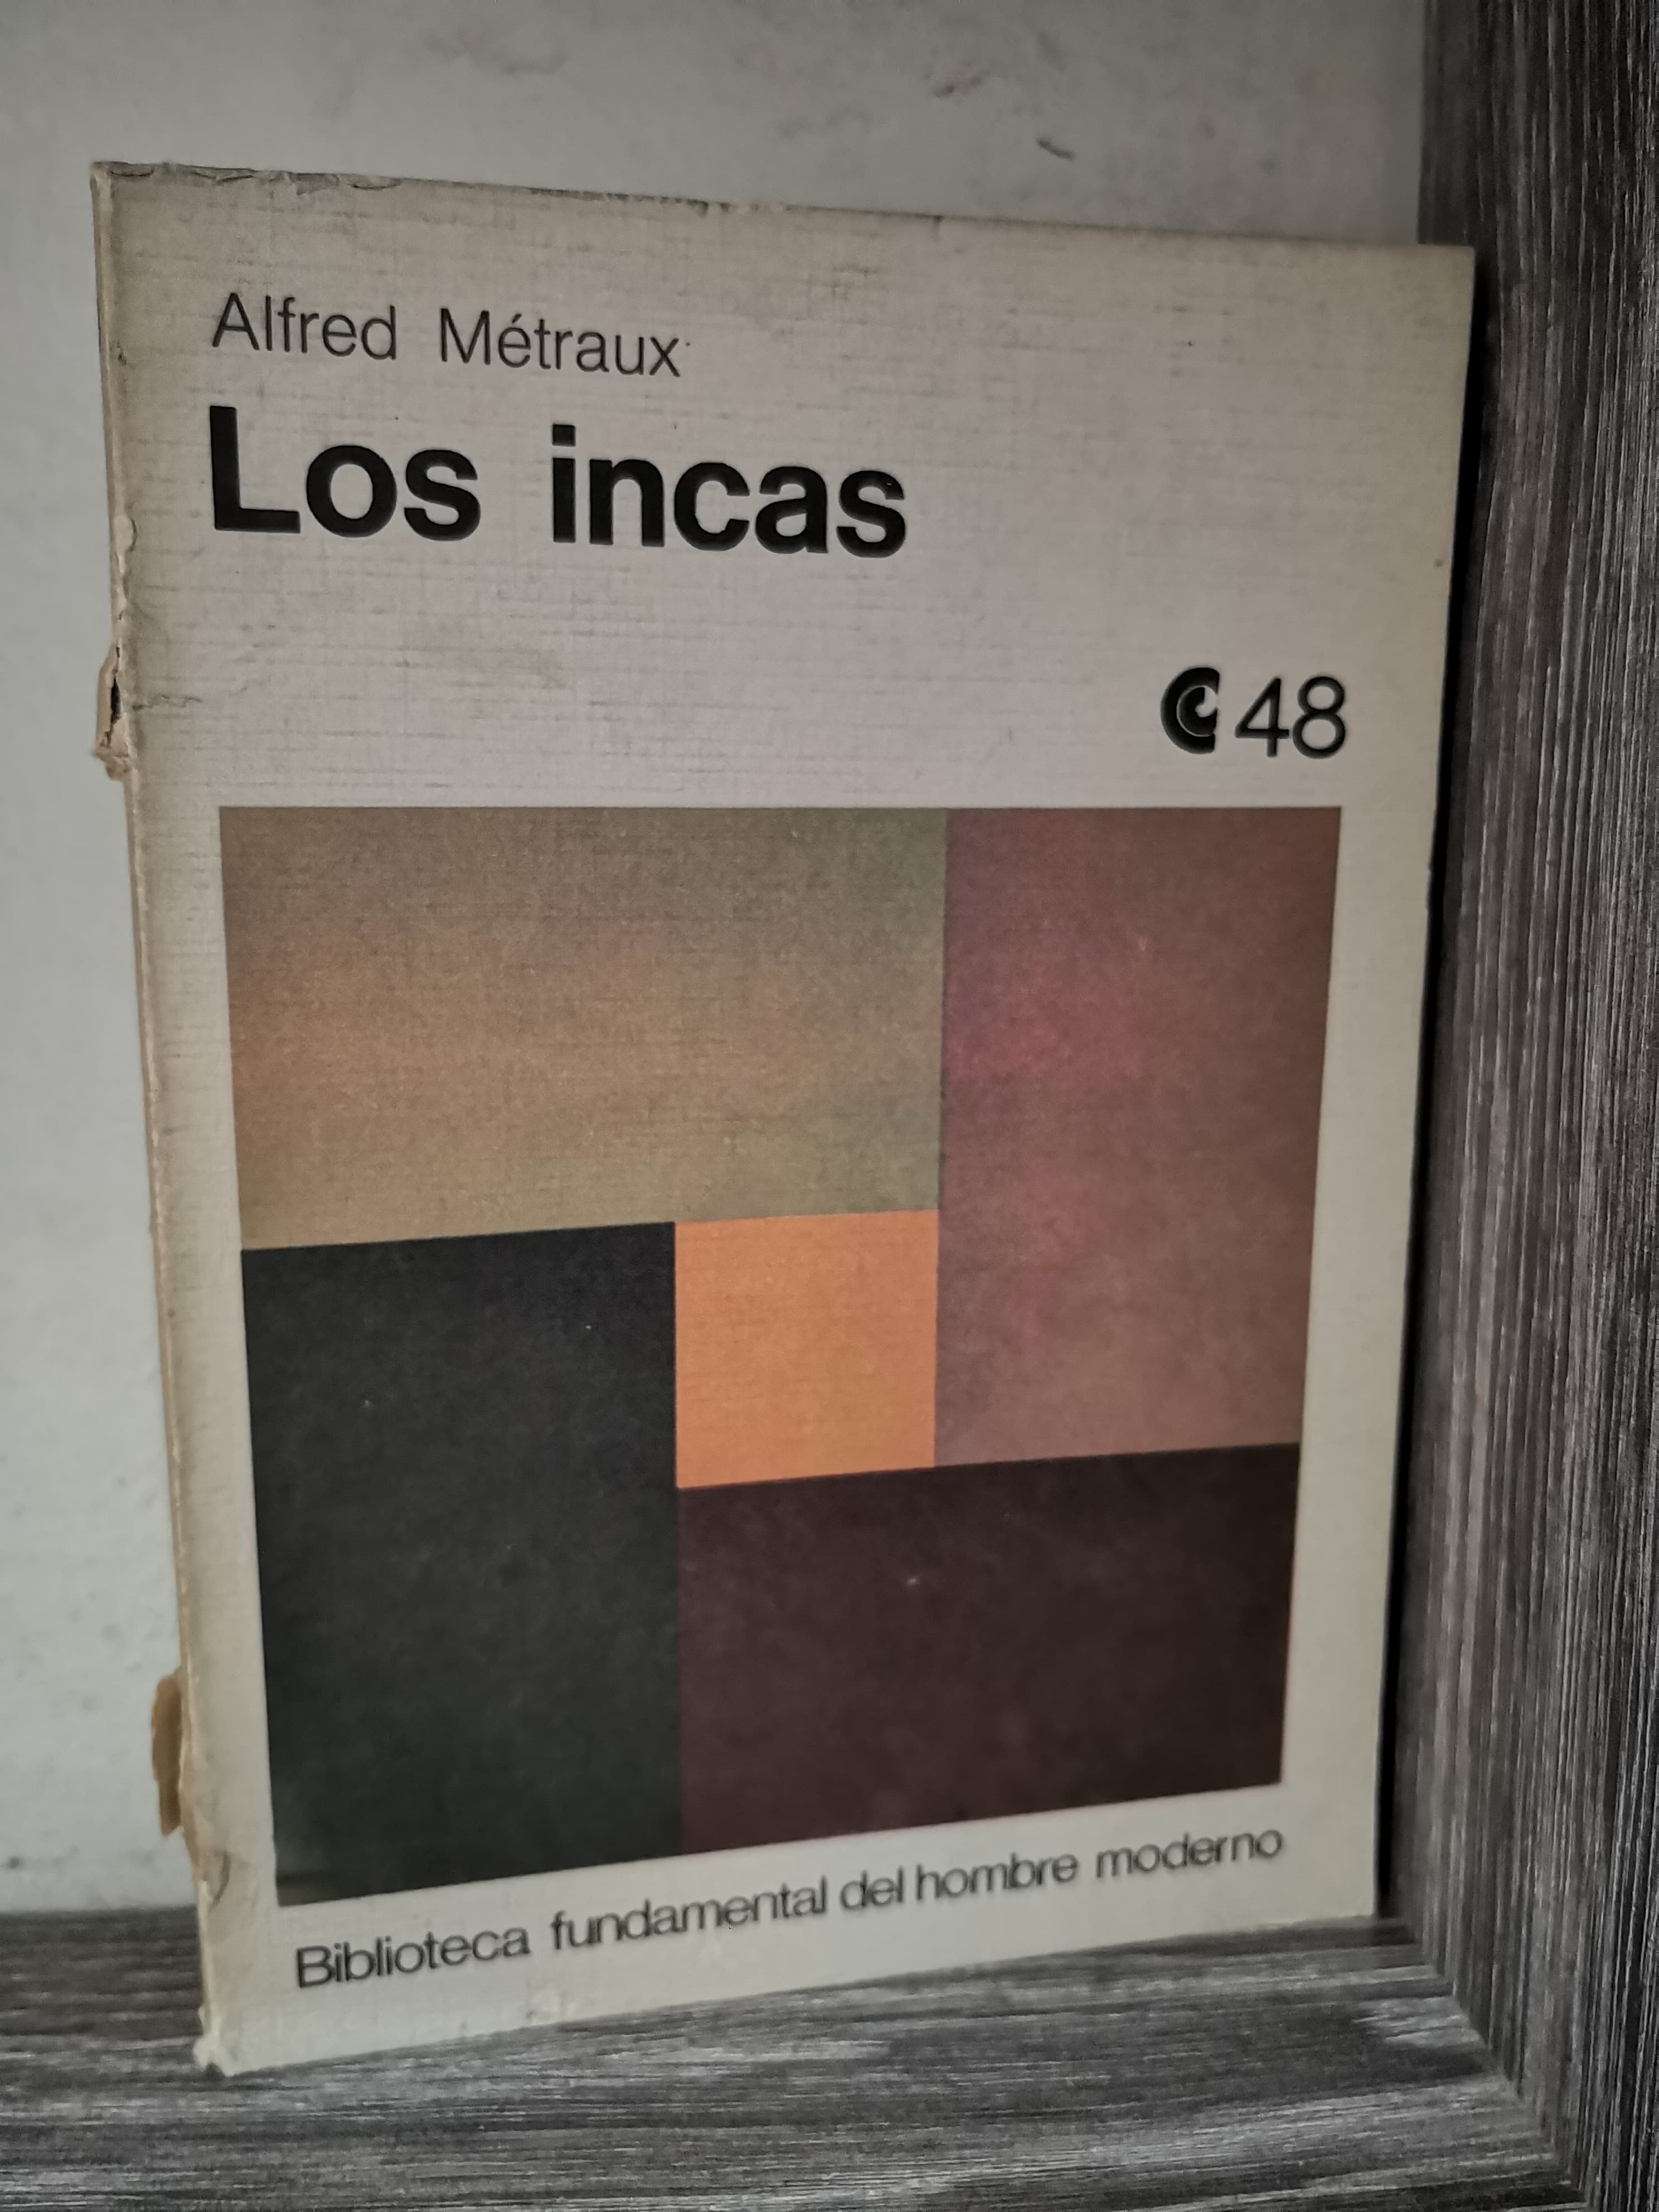 Alfred Métraux
Los incas
48
Biblioteca fundamental del hombre moderno